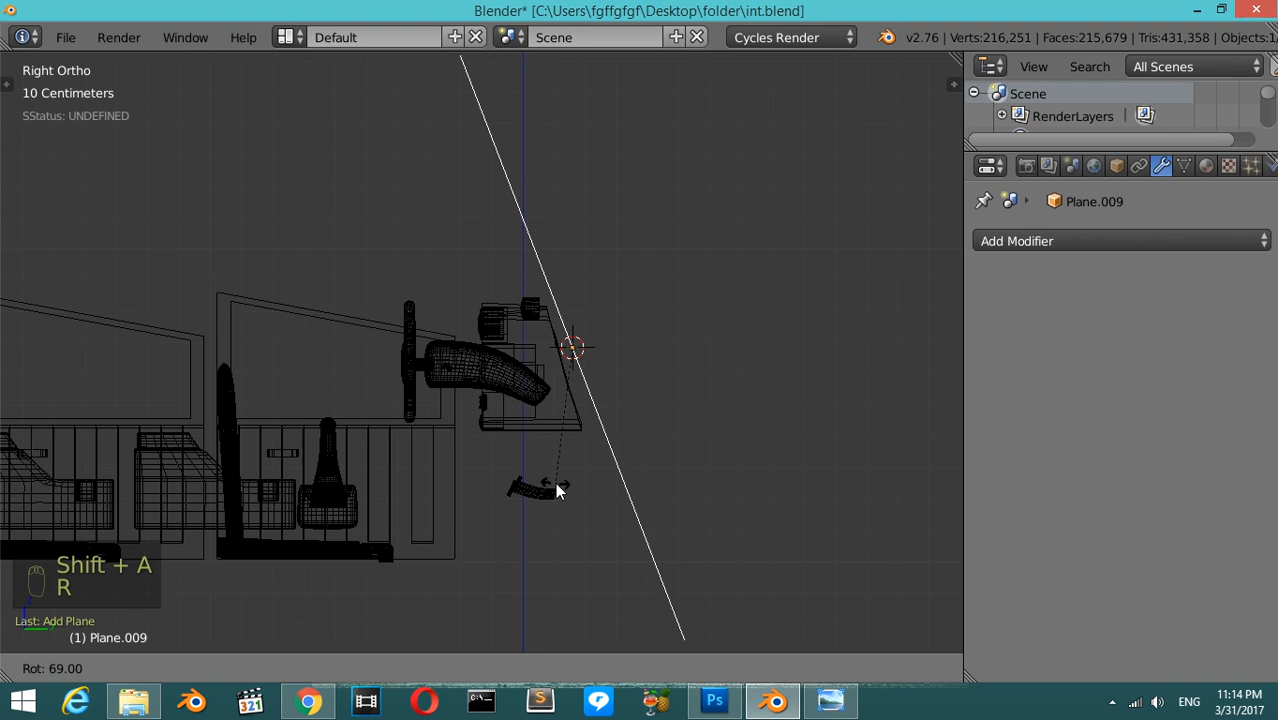 Blender* [C:\Users\fgffgfgf\Desktop\folder\int.blend]
File Render Window Help Default Scene Cycles Render v2.76 | Verts:216,251 | Faces:215,679 | Tris:431,358 | Objects:1
Right Ortho
10 Centimeters
SStatus: UNDEFINED
View Search All Scenes
Scene
RenderLayers
Plane.009
Add Modifier
Shift + A
R
Last: Add Plane
(1) Plane.009
Rot: 69.00
321
Ps
ENG
11:14 PM
3/31/2017